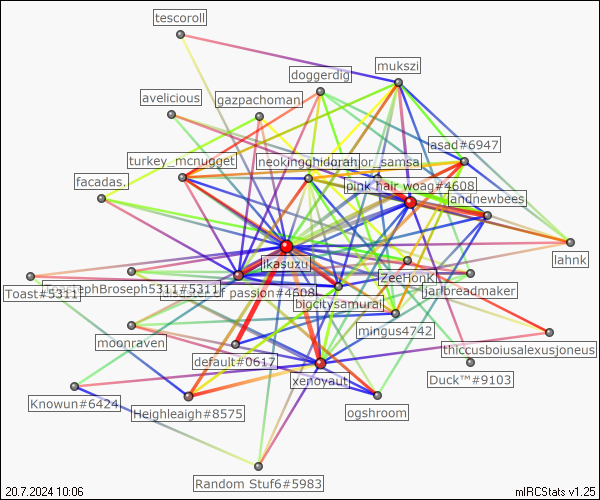 tescoroll
mukszi
doggerdig
avelicious
gazpachoman
asad#6947
turkey_mcnugget
neokingghidorah
or_samsa
pink hair woag#4608
facadas.
andnewbees
lahnk
ikasuzu
ZeeHonk
Toast#5311
sephBroseph5311#5311
f passion#4608
jarlbreadmaker
bigcitysamurai
mingus4742
moonraven
default#0617
thiccusboiusalexusjoneus
xenoyaut
Duck™#9103
Knowun#6424
Heighleagh#8575
ogshroom
Random Stuf6#5983
20.7.2024 10:06
mIRCStats v1.25